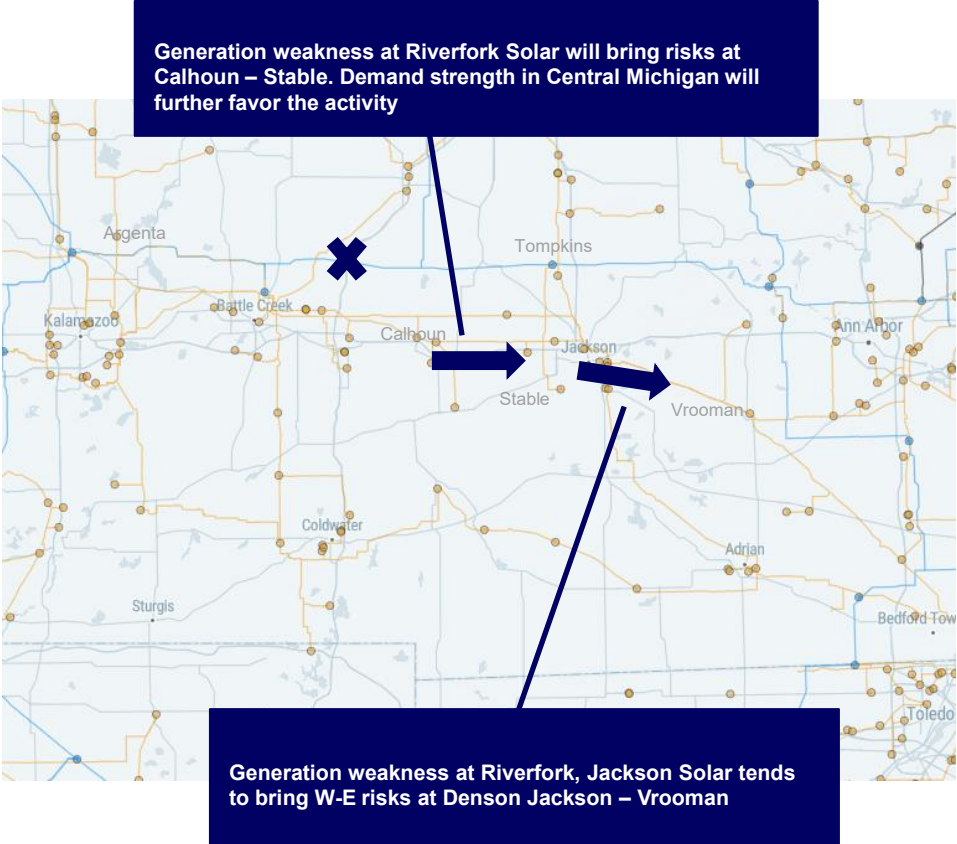 Generation weakness at Riverfork Solar will bring risks at
Calhoun – Stable. Demand strength in Central Michigan will
further favor the activity
Argenta
Tompkins
Battle Creek
Kalamazoo
Calhoun
Jackson
Ann Arbor
Stable
Vrooman
Coldwater
Adrian
Sturgis
Bedford Tow
Toledo
Generation weakness at Riverfork, Jackson Solar tends
to bring W-E risks at Denson Jackson – Vrooman